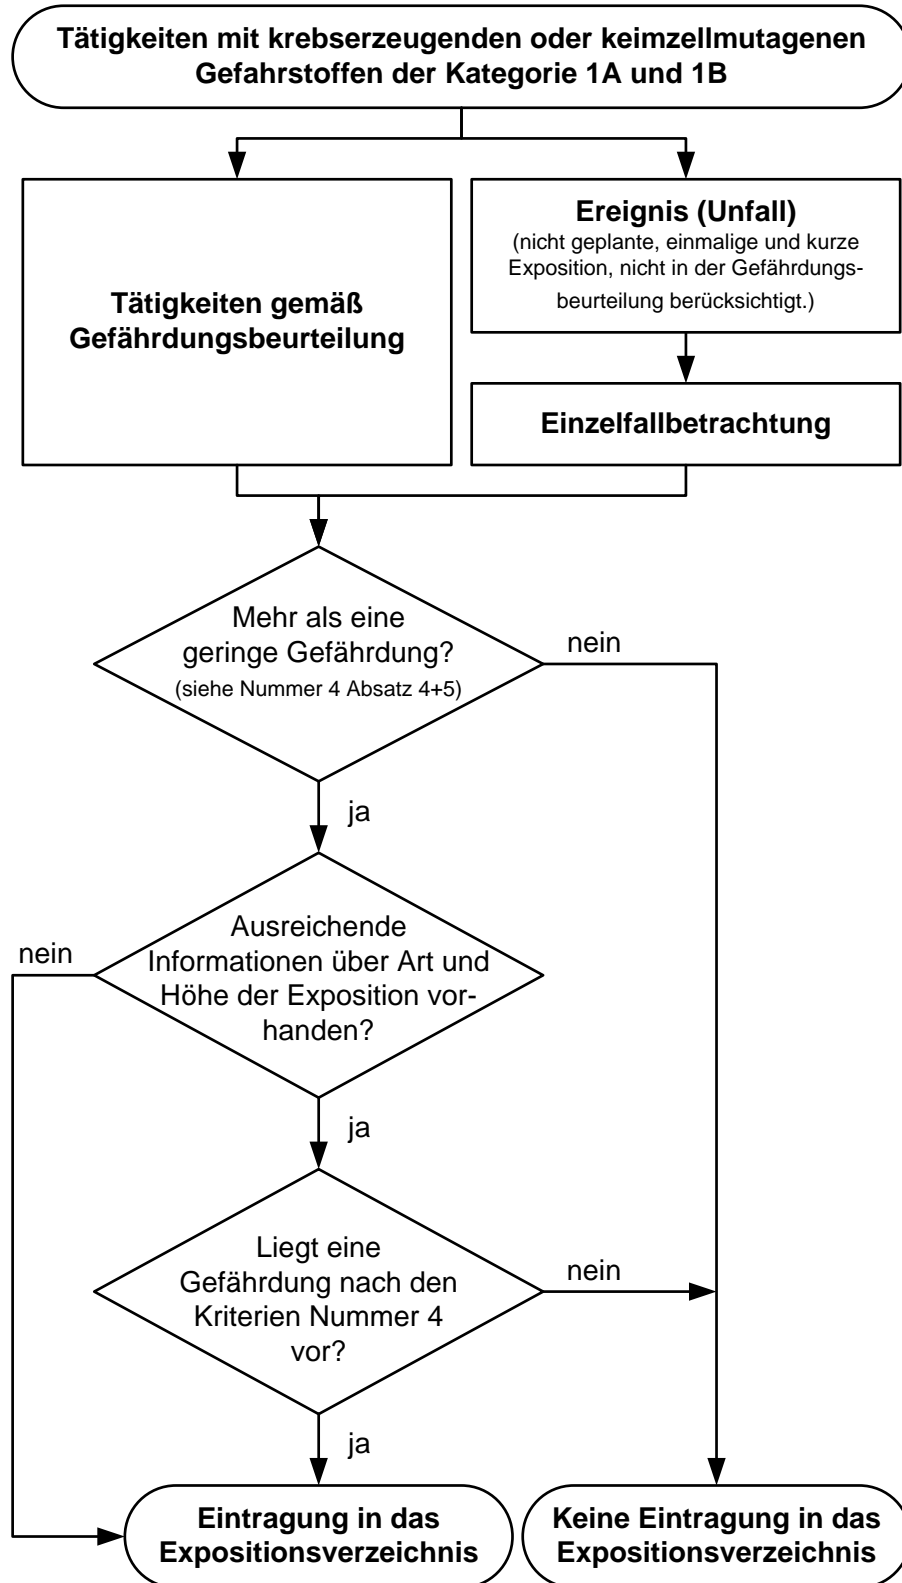 Tätigkeiten mit krebserzeugenden oder keimzellmutagenen
Gefahrstoffen der Kategorie 1A und 1B
Tätigkeiten gemäß
Gefährdungsbeurteilung
Ereignis (Unfall)
(nicht geplante, einmalige und kurze
Exposition, nicht in der Gefährdungs-
beurteilung berücksichtigt.)
Einzelfallbetrachtung
Mehr als eine
geringe Gefährdung?
(siehe Nummer 4 Absatz 4+5)
nein
ja
Ausreichende
Informationen über Art und
Höhe der Exposition vor-
handen?
nein
ja
Liegt eine
Gefährdung nach den
Kriterien Nummer 4
vor?
nein
ja
Eintragung in das
Expositionsverzeichnis
Keine Eintragung in das
Expositionsverzeichnis